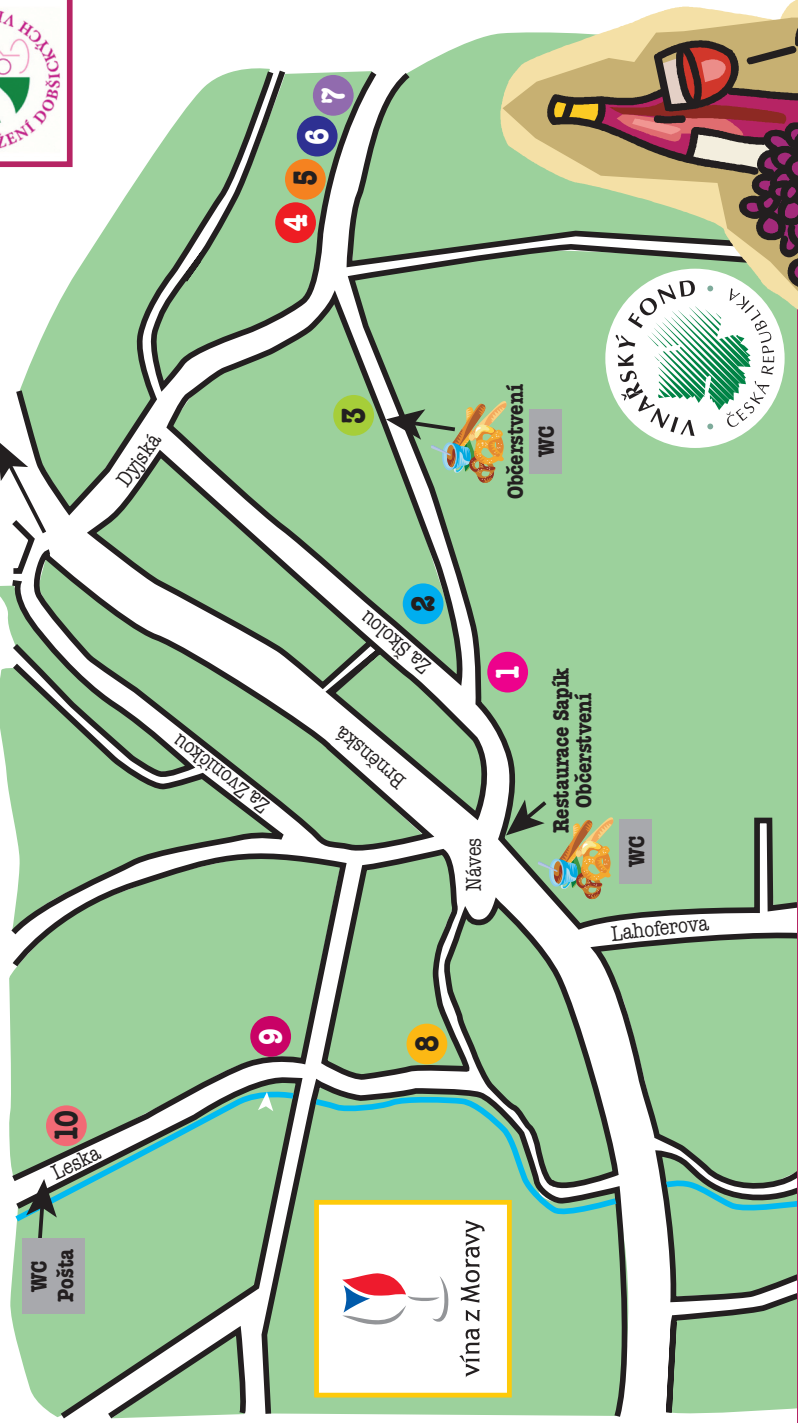 ŽENÍ DOBŠICKÝCH
7
6
5
4
3
2
1
8
9
10
Dyjská
Za Školou
Brněnská
Za Zvoničkou
Náves
Lahoferova
Leska
Občerstvení
WC
Restaurace Sapík
Občerstvení
WC
WC
Pošta
VINAŘSKÝ FOND
ČESKÁ REPUBLIKA
vína z Moravy